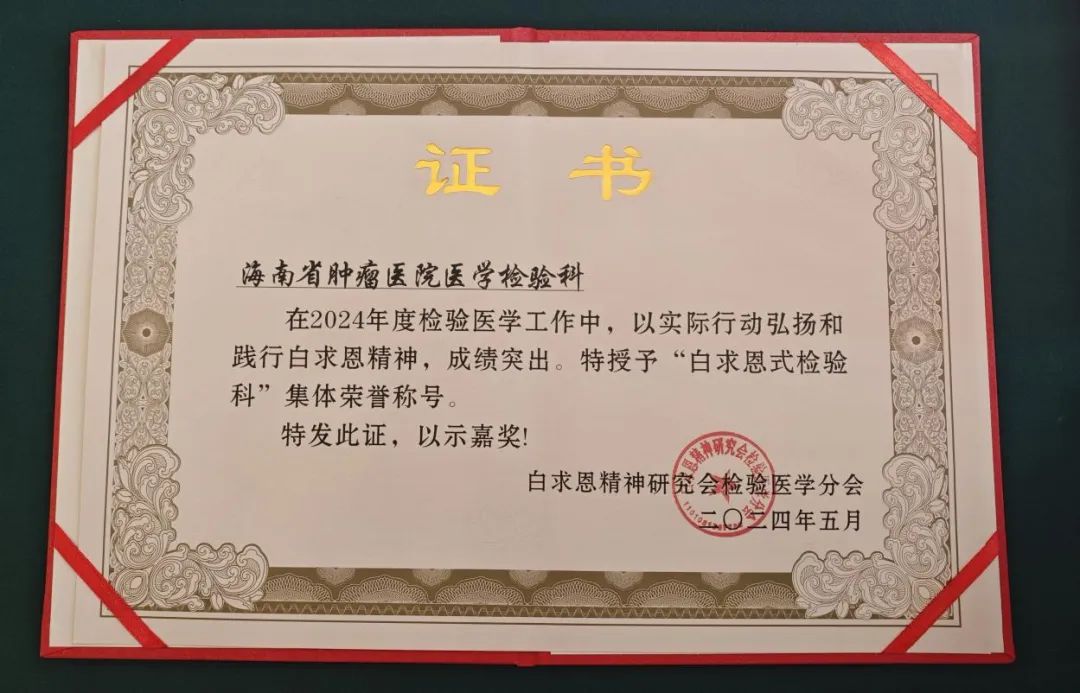 证书
海南省肿瘤医院医学检验科
在2024年度检验医学工作中，以实际行动弘扬和
践行白求恩精神，成绩突出。特授予“白求恩式检验
科”集体荣誉称号。
特发此证，以示嘉奖!
白求恩精神研究会检验医学分会
二〇二四年五月